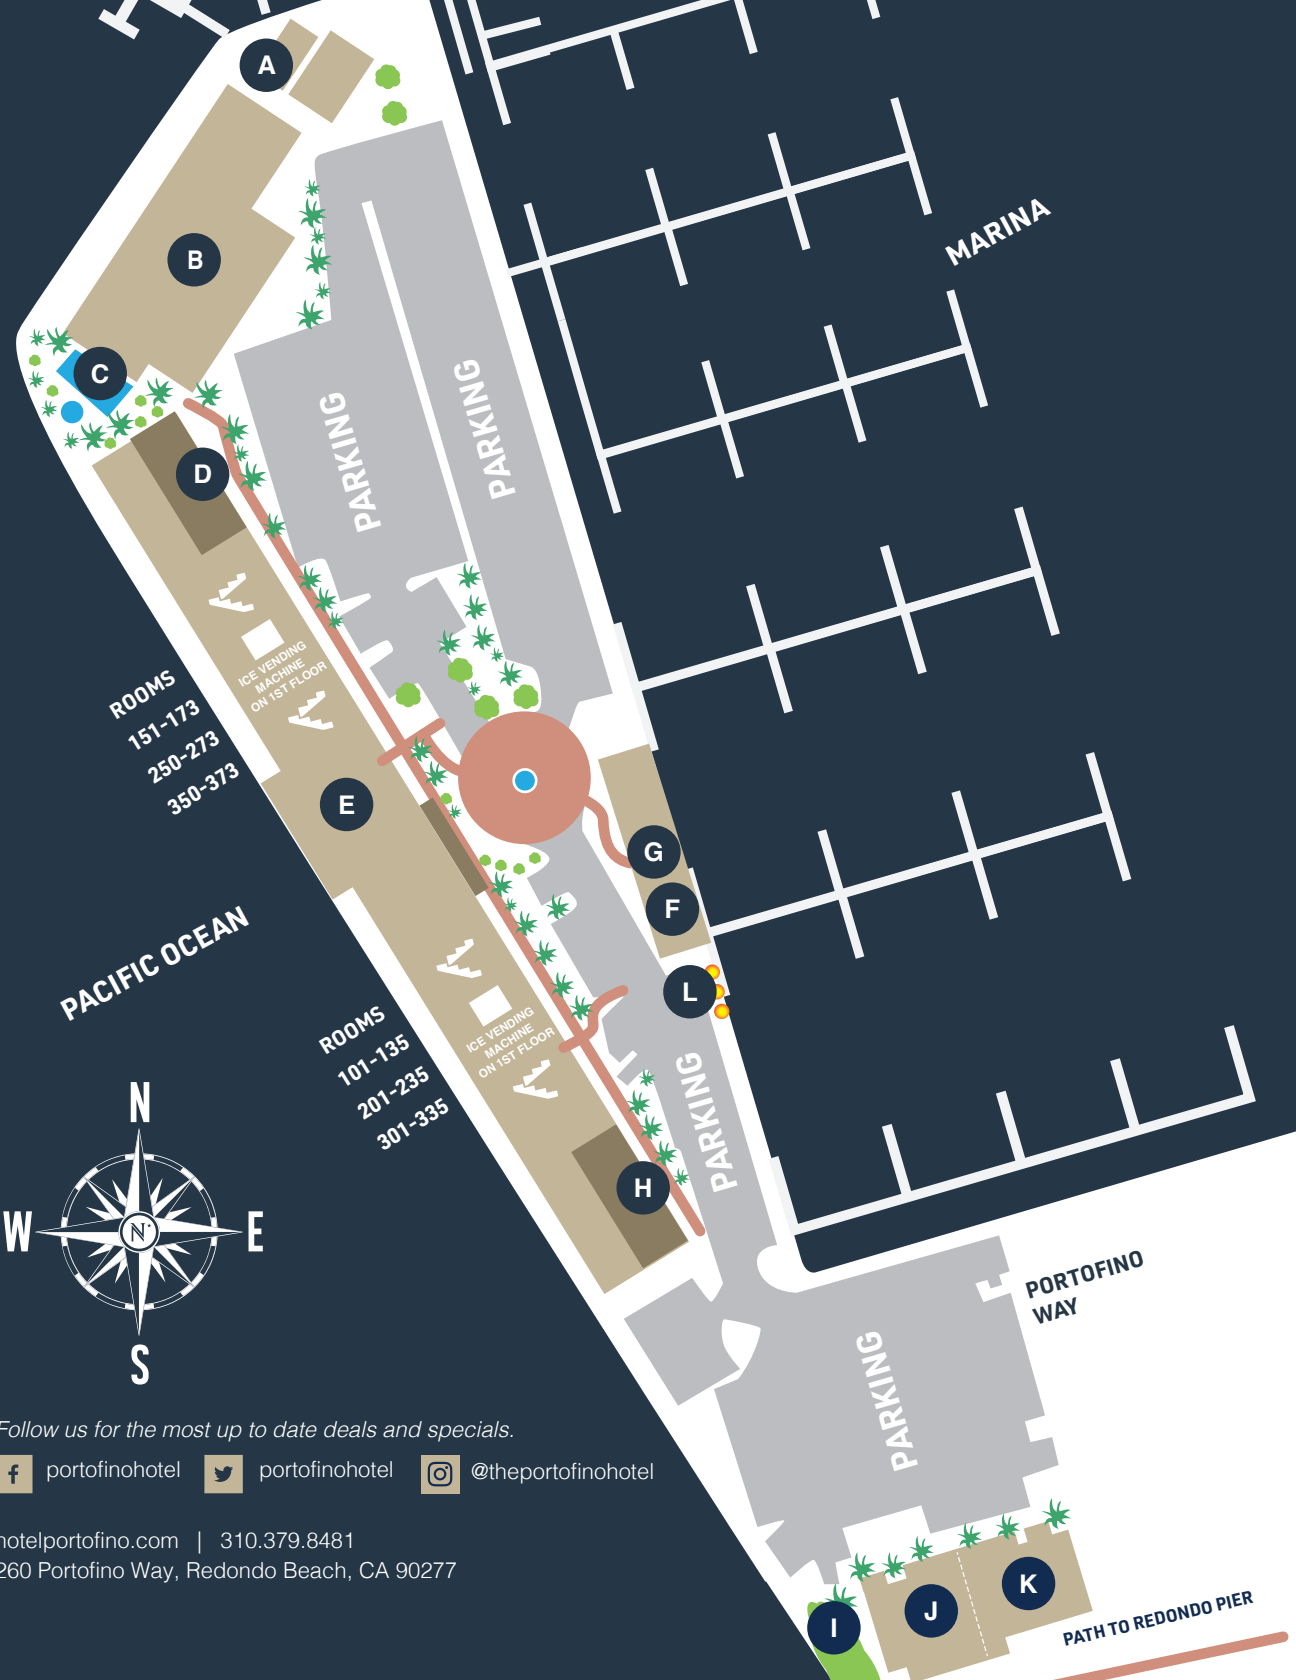 A
B
MARINA
C
PARKING
PARKING
D
ICE VENDING
MACHINE
ON 1ST FLOOR
ROOMS
151-173
250-273
350-373
E
G
F
PACIFIC OCEAN
L
ICE VENDING
MACHINE
ON 1ST FLOOR
ROOMS
101-135
201-235
301-335
PARKING
H
N
W
N
E
S
PORTOFINO
WAY
PARKING
Follow us for the most up to date deals and specials.
portofinohotel
portofinohotel
@theportofinohotel
hotelportofino.com | 310.379.8481
260 Portofino Way, Redondo Beach, CA 90277
K
J
I
PATH TO REDONDO PIER